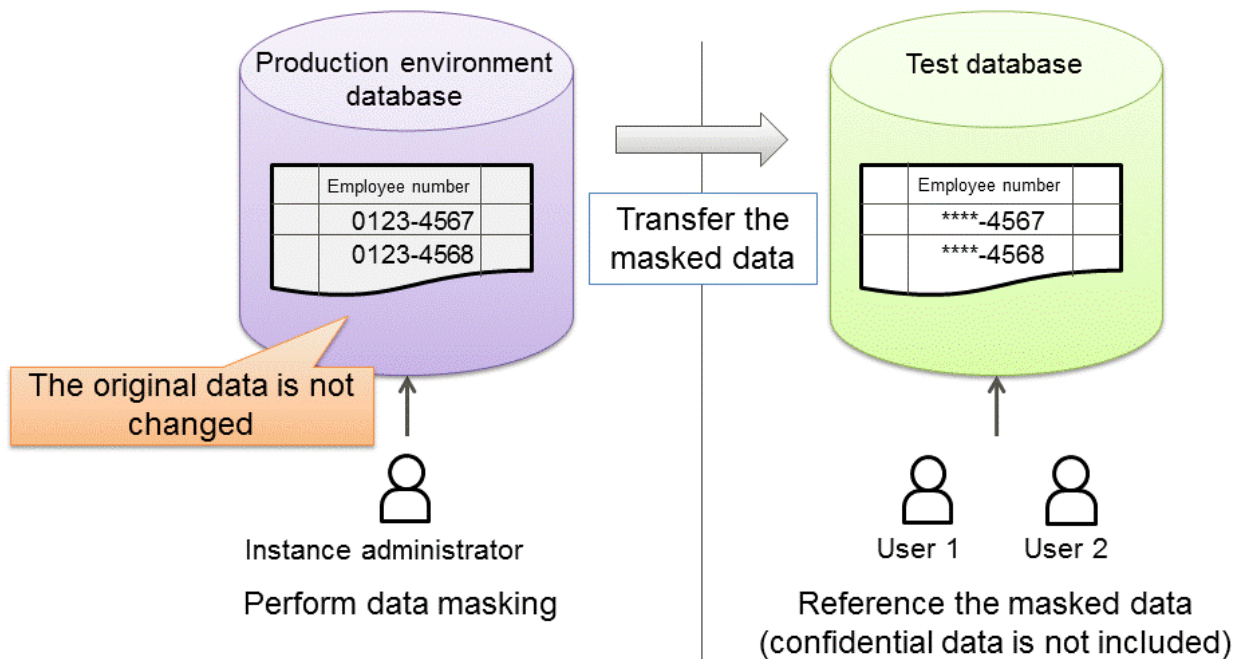 Production environment
database
Employee number
0123-4567
0123-4568
The original data is not
changed
Instance administrator
Perform data masking
Transfer the
masked data
Test database
Employee number
****-4567
****-4568
User 1
User 2
Reference the masked data
(confidential data is not included)